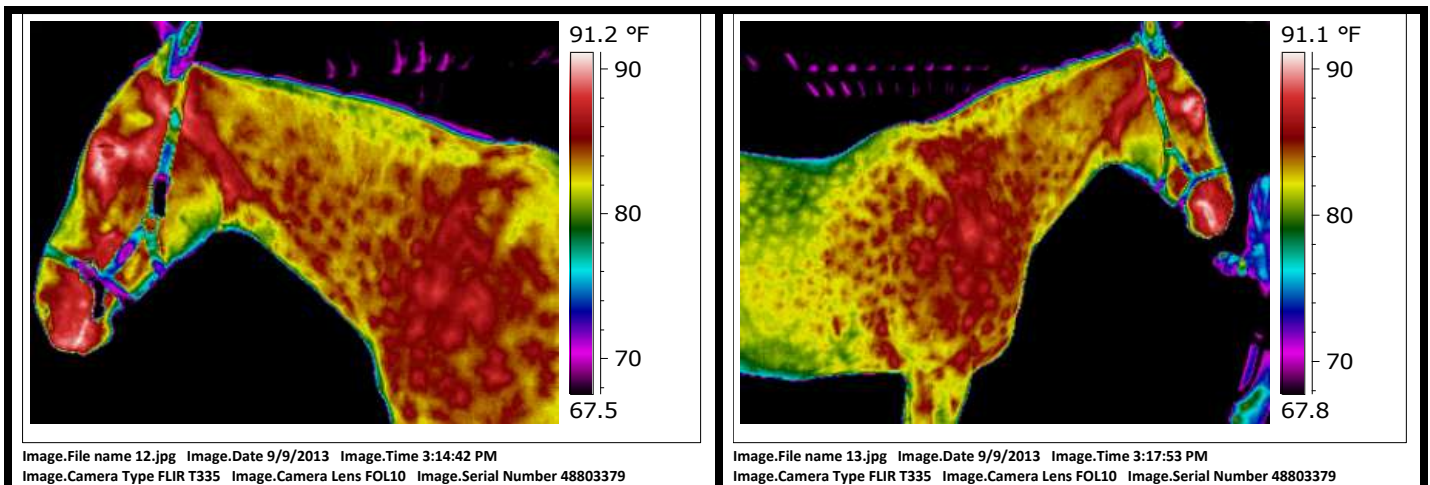 91.2 °F
90
80
70
67.5
Image.File name 12.jpg Image.Date 9/9/2013 Image.Time 3:14:42 PM
Image.Camera Type FLIR T335 Image.Camera Lens FOL10 Image.Serial Number 48803379
91.1 °F
90
80
70
67.8
Image.File name 13.jpg Image.Date 9/9/2013 Image.Time 3:17:53 PM
Image.Camera Type FLIR T335 Image.Camera Lens FOL10 Image.Serial Number 48803379